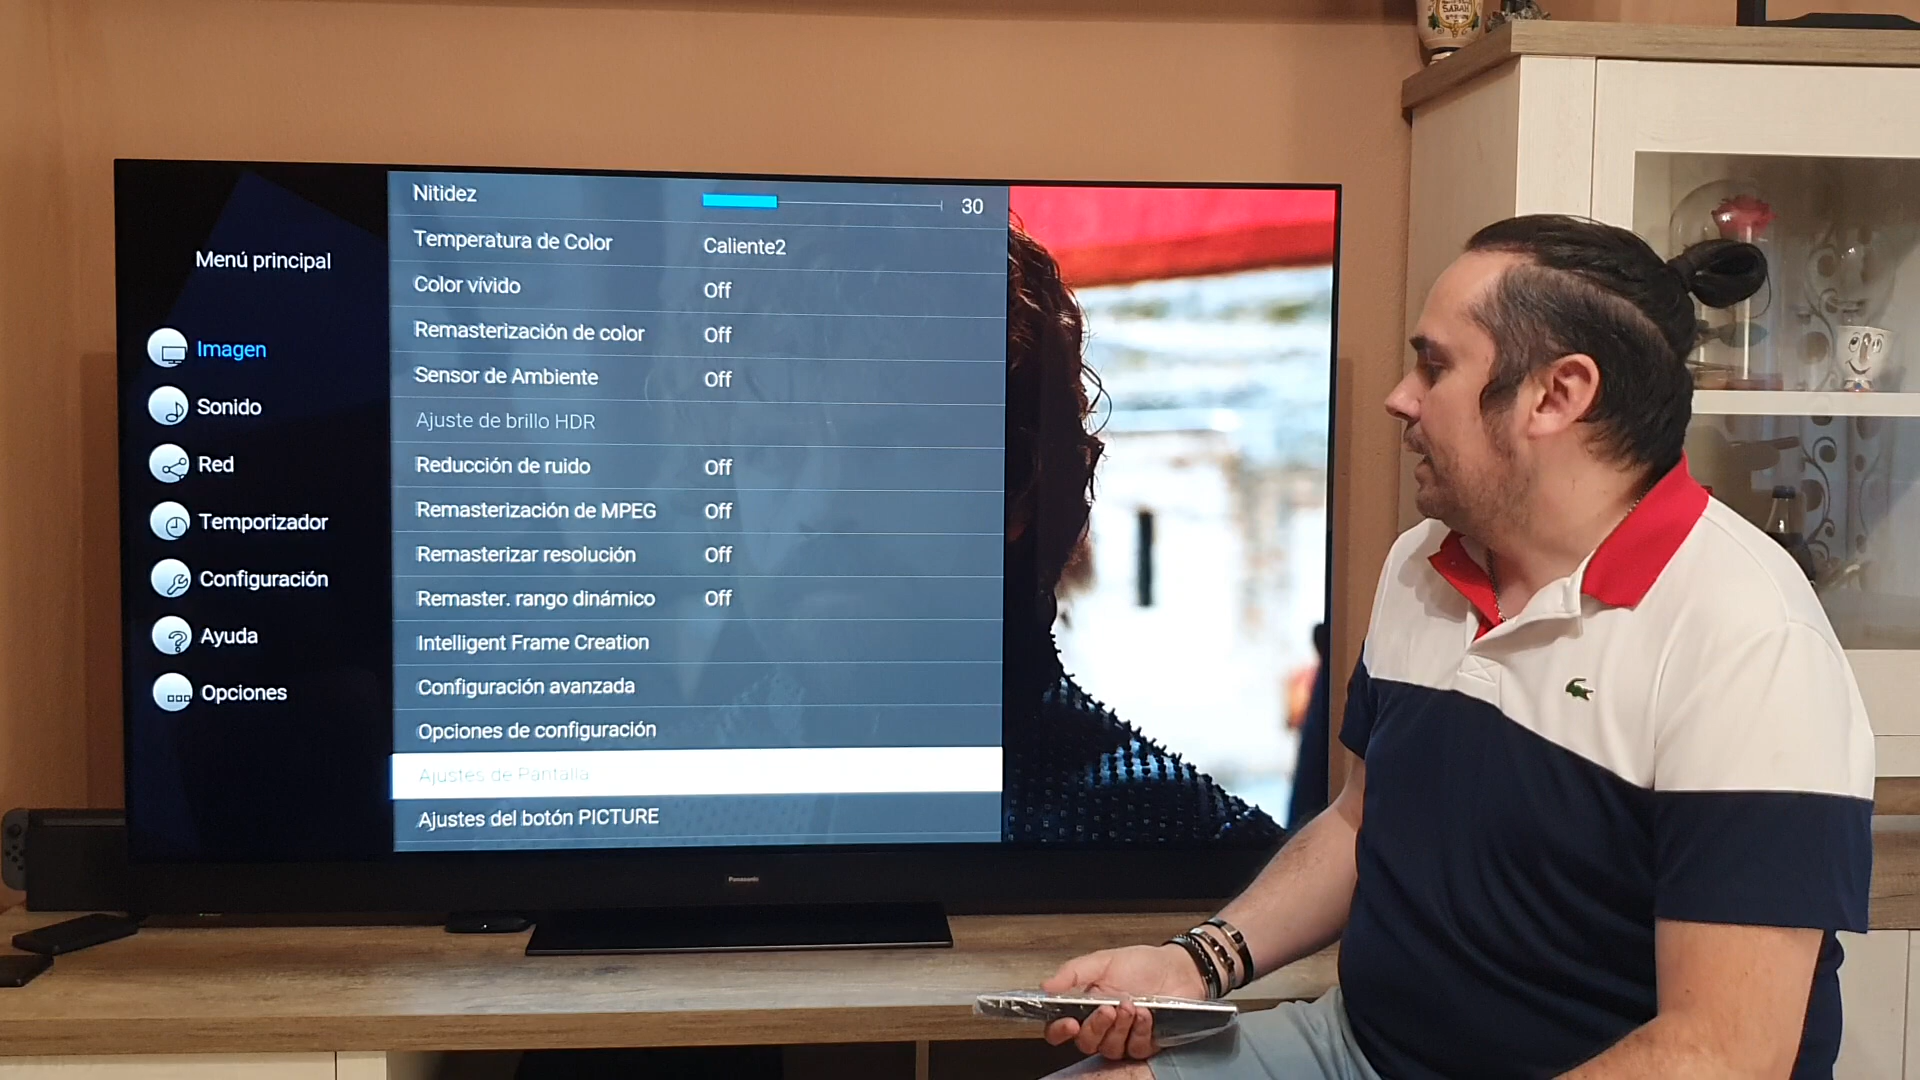 SARAH
Menú principal
Imagen
Sonido
Red
Temporizador
Configuración
Ayuda
Opciones
Nitidez 30
Temperatura de Color Caliente2
Color vívido Off
Remasterización de color Off
Sensor de Ambiente Off
Ajuste de brillo HDR
Reducción de ruido Off
Remasterización de MPEG Off
Remasterizar resolución Off
Remaster. rango dinámico Off
Intelligent Frame Creation
Configuración avanzada
Opciones de configuración
Ajustes de Pantalla
Ajustes del botón PICTURE
Panasonic